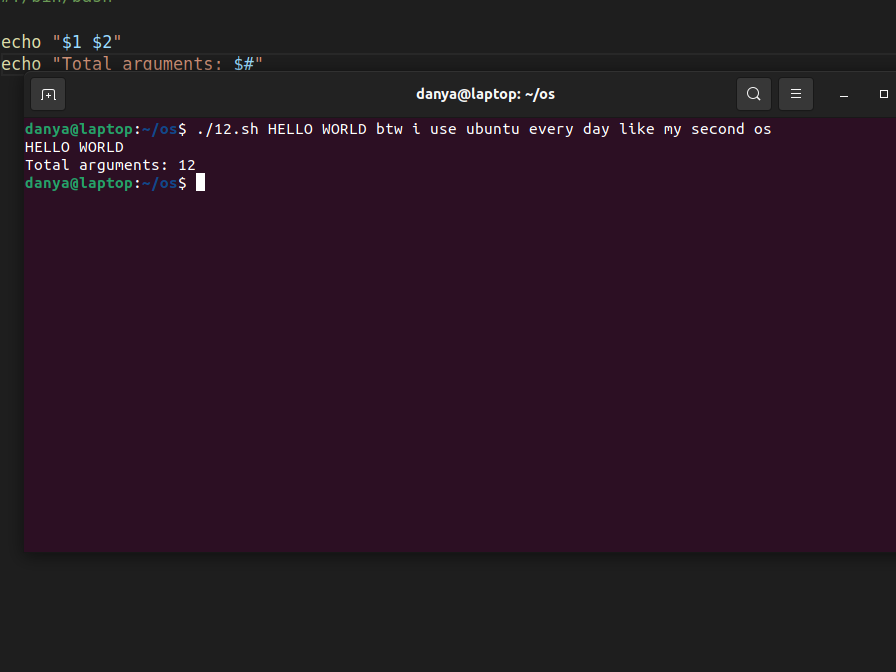 #!/bin/bash
echo "$1 $2"
echo "Total arguments: $#"
danya@laptop: ~/os
danya@laptop:~/os$ ./12.sh HELLO WORLD btw i use ubuntu every day like my second os
HELLO WORLD
Total arguments: 12
danya@laptop:~/os$